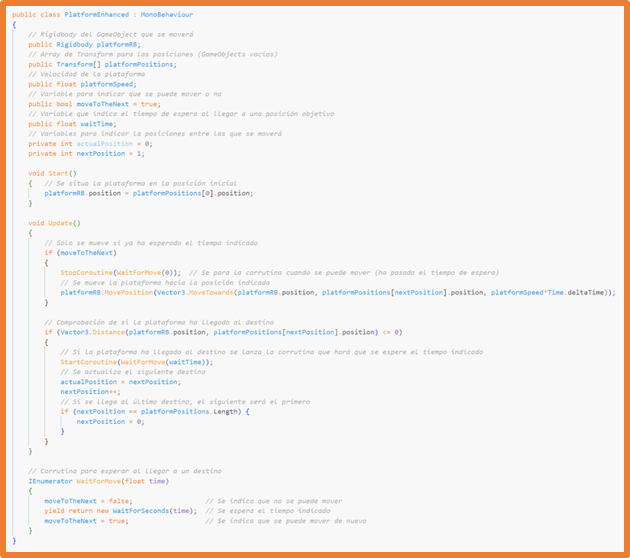 public class PlatformEnhanced : MonoBehaviour
{
// Rigidbody del GameObject que se moverá
public Rigidbody platformRB;
// Array de Transform para las posiciones (GameObjects vacíos)
public Transform[] platformPositions;
// Velocidad de la plataforma
public float platformSpeed;
// Variable para indicar que se puede mover o no
public bool moveToTheNext = true;
// Variable que indica el tiempo de espera al llegar a una posición objetivo
public float waitTime;
// Variables para indicar la posiciones entre las que se moverá
private int actualPosition = 0;
private int nextPosition = 1;
void Start()
{ // Se situa la plataforma en la posición inicial
platformRB.position = platformPositions[0].position;
}
void Update()
{
// Solo se mueve si ya ha esperado el tiempo indicado
if (moveToTheNext)
{
StopCoroutine(WaitForMove(0)); // Se para la corrutina cuando se puede mover (ha pasado el tiempo de espera)
// Se mueve la plataforma hacia la posición indicada
platformRB.MovePosition(Vector3.MoveTowards(platformRB.position, platformPositions[nextPosition].position, platformSpeed*Time.deltaTime));
}
// Comprobación de si la plataforma ha llegado al destino
if (Vector3.Distance(platformRB.position, platformPositions[nextPosition].position) <= 0)
{
// Si la plataforma ha llegado al destino se lanza la corrutina que hará que se espere el tiempo indicado
StartCoroutine(WaitForMove(waitTime));
// Se actualiza el siguiente destino
actualPosition = nextPosition;
nextPosition++;
// Si se llega al último destino, el siguiente será el primero
if (nextPosition == platformPositions.Length) {
nextPosition = 0;
}
}
}
// Corrutina para esperar al llegar a un destino
IEnumerator WaitForMove(float time)
{
moveToTheNext = false; // Se indica que no se puede mover
yield return new WaitForSeconds(time); // Se espera el tiempo indicado
moveToTheNext = true; // Se indica que se puede mover de nuevo
}
}